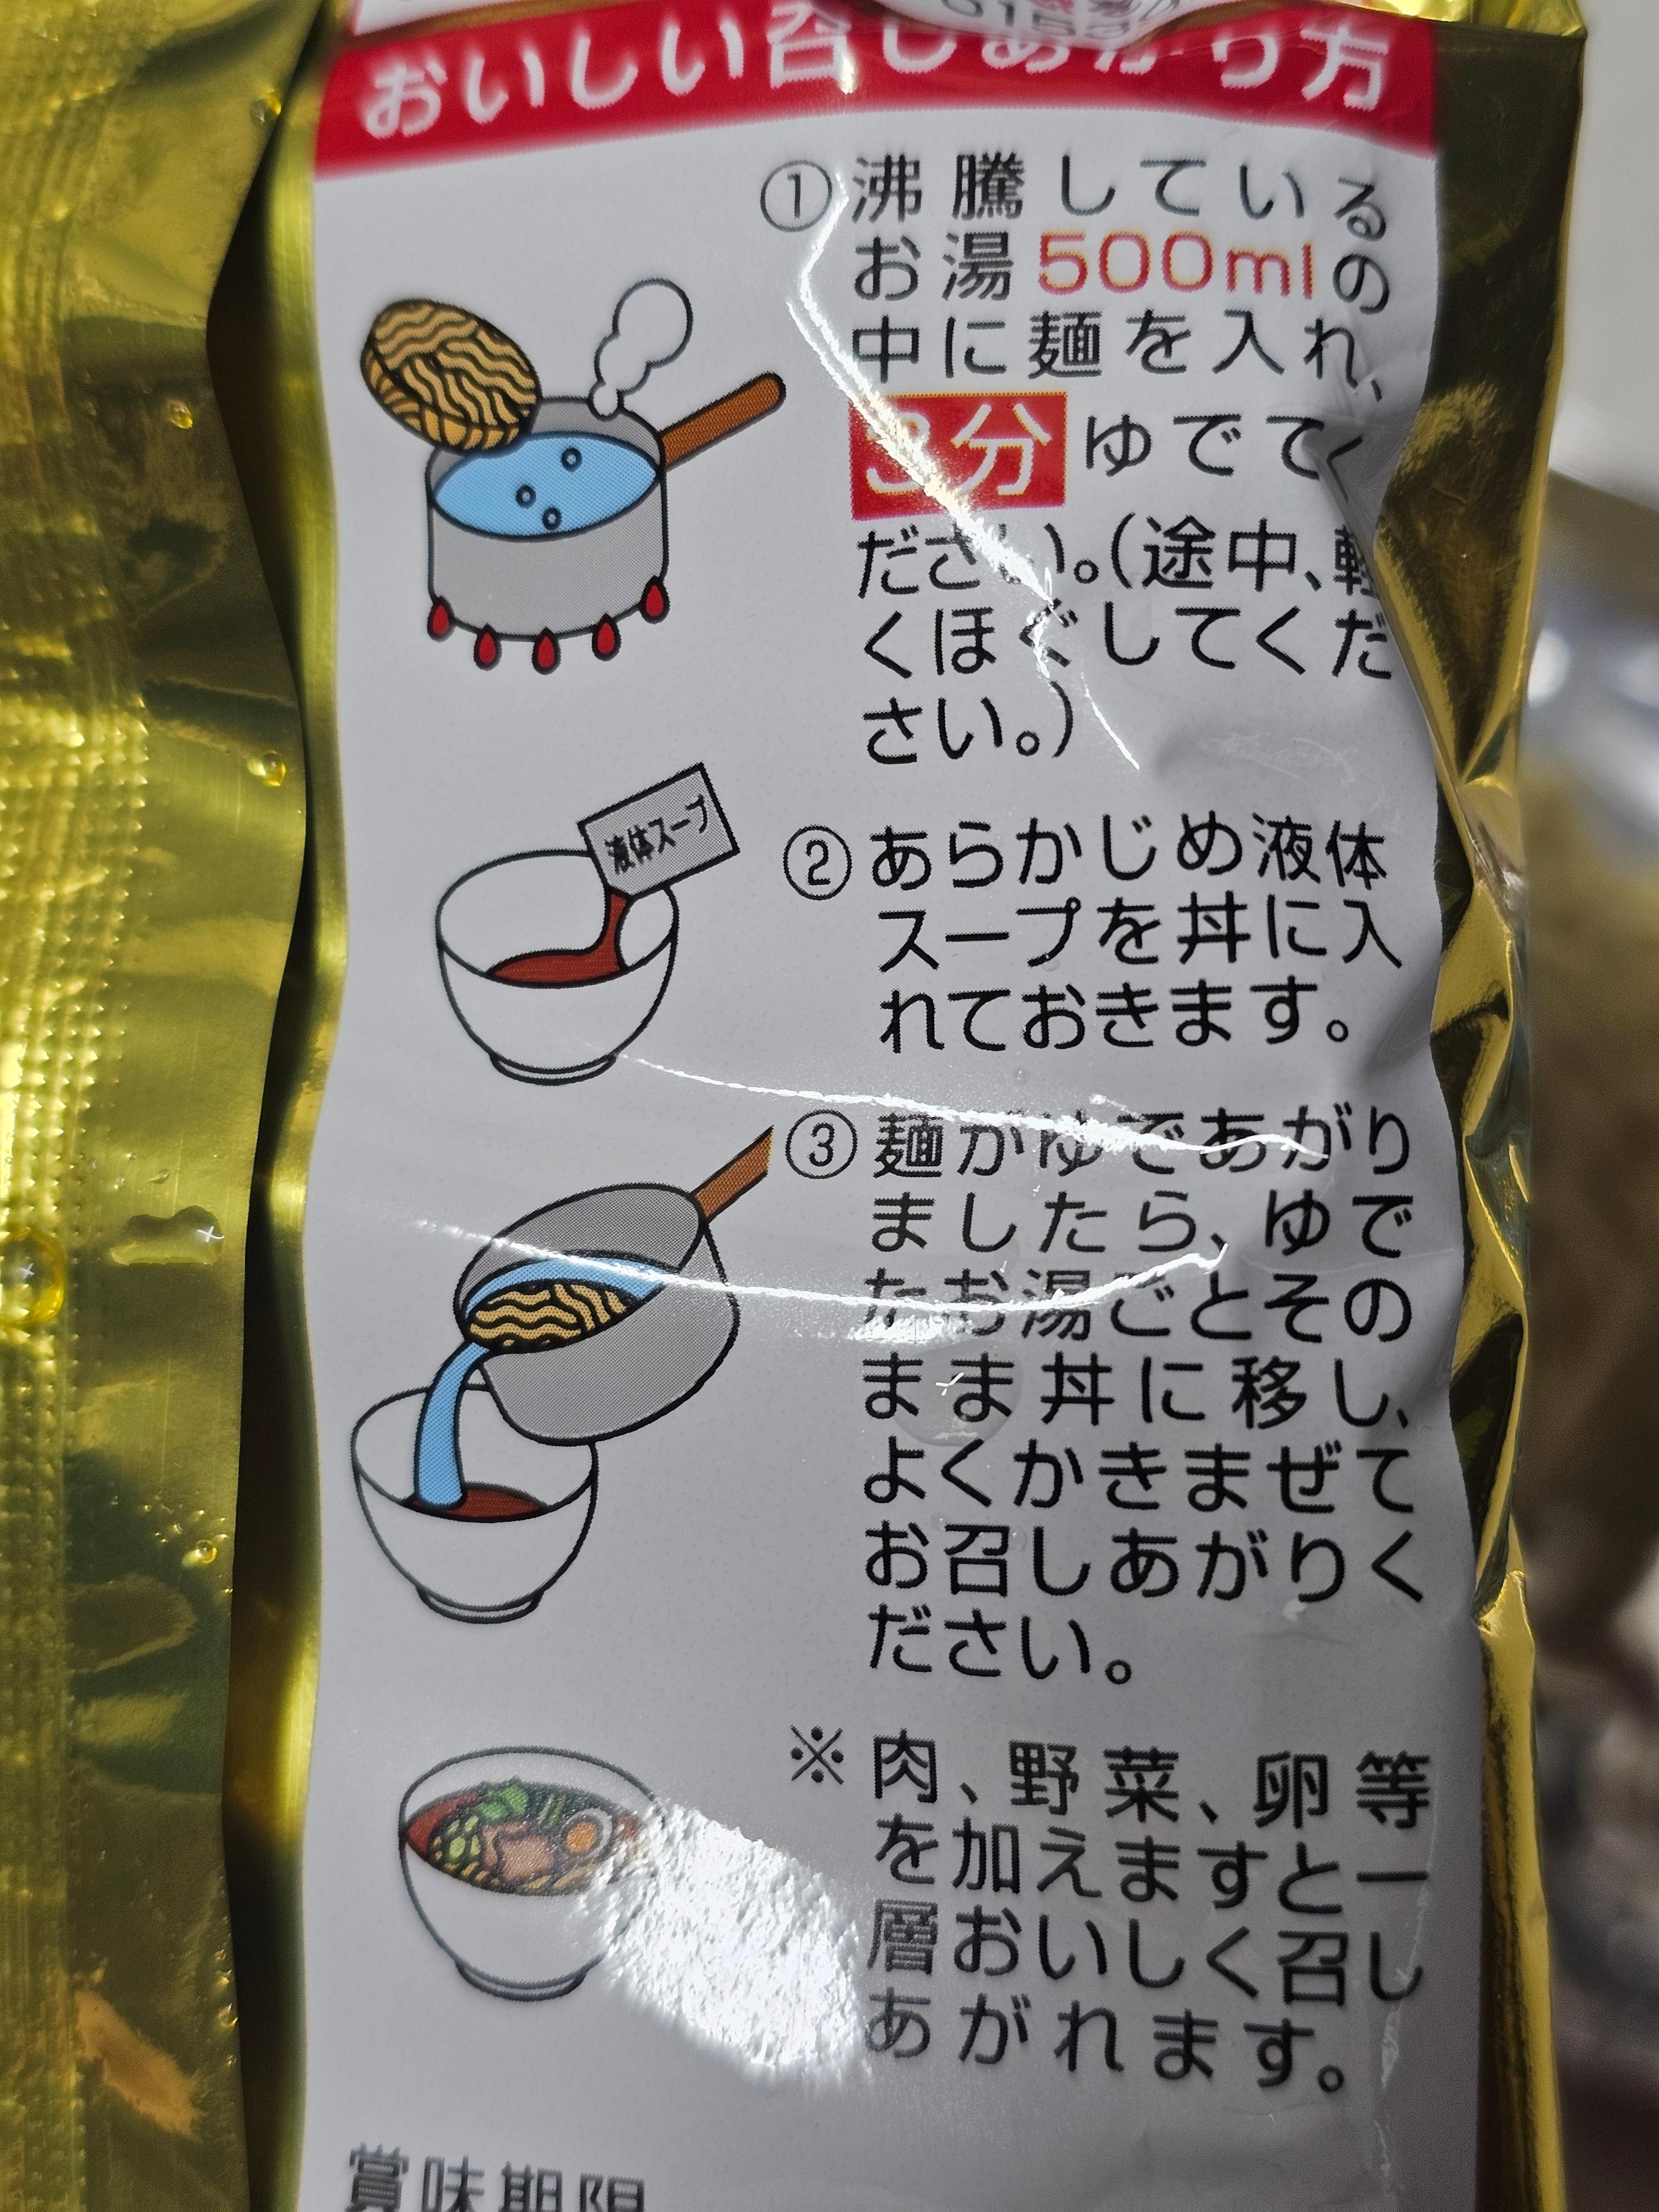 おいしい召しあがり方
①沸騰している
お湯500mlの
中に麺を入れ、
3分ゆでてく
ださい。(途中、軽
くほぐしてくだ
さい。)
液体スープ
②あらかじめ液体
スープを丼に入
れておきます。
③麺がゆであがり
ましたら、ゆで
たお湯ごとその
まま丼に移し、
よくかきまぜて
お召しあがりく
ださい。
※肉、野菜、卵等
を加えますと一
層おいしく召し
あがれます。
賞味期限